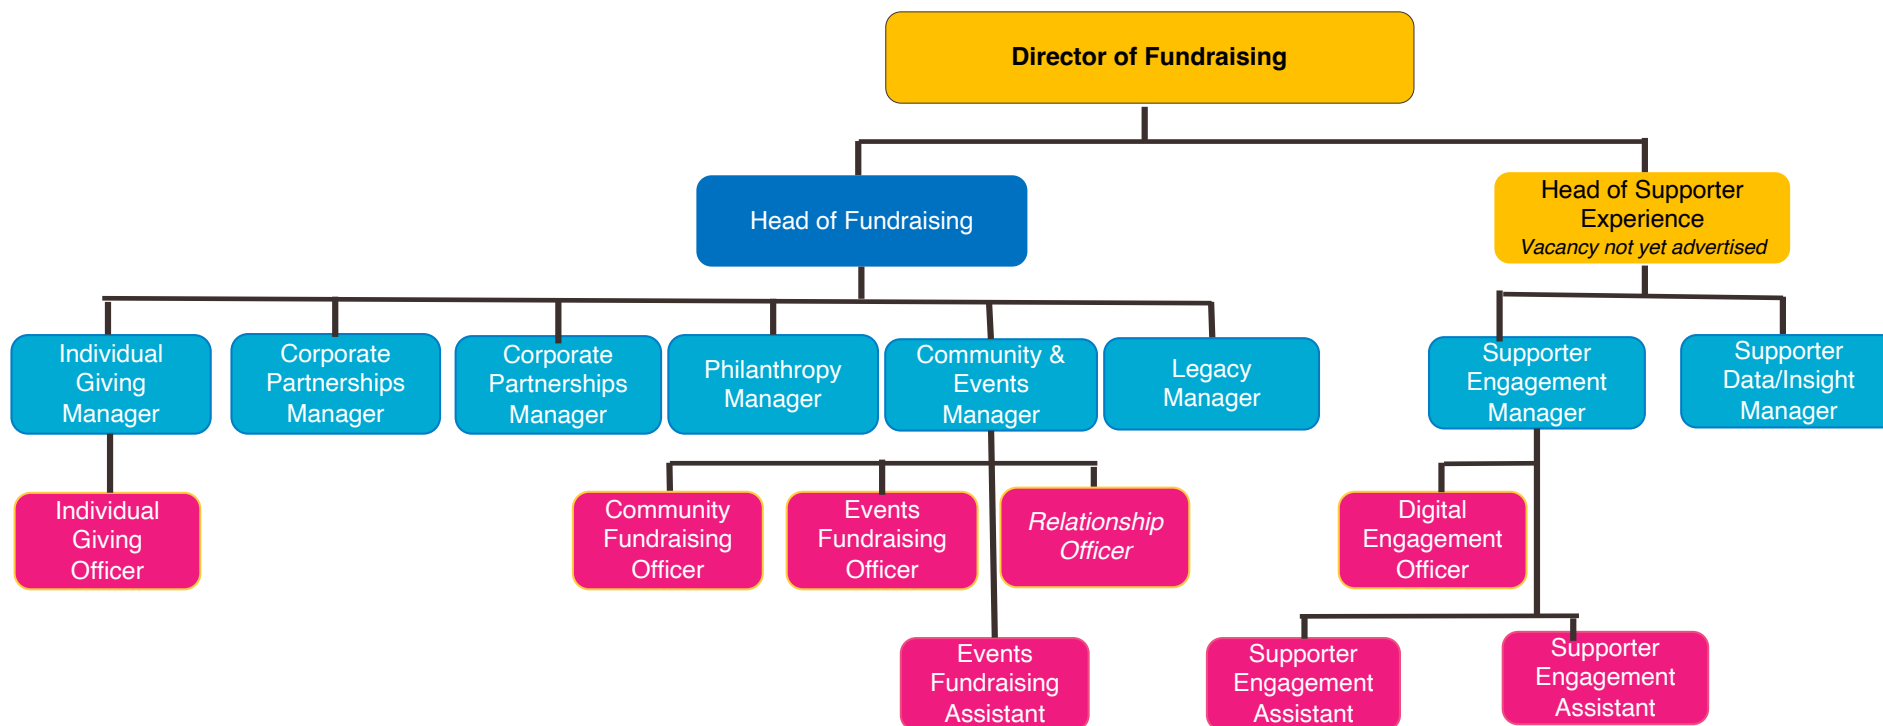 Director of Fundraising
Head of Fundraising
Head of Supporter
Experience
Vacancy not yet advertised
Individual
Giving
Manager
Corporate
Partnerships
Manager
Corporate
Partnerships
Manager
Philanthropy
Manager
Community &
Events
Manager
Legacy
Manager
Supporter
Engagement
Manager
Supporter
Data/Insight
Manager
Individual
Giving
Officer
Community
Fundraising
Officer
Events
Fundraising
Officer
Relationship
Officer
Digital
Engagement
Officer
Events
Fundraising
Assistant
Supporter
Engagement
Assistant
Supporter
Engagement
Assistant